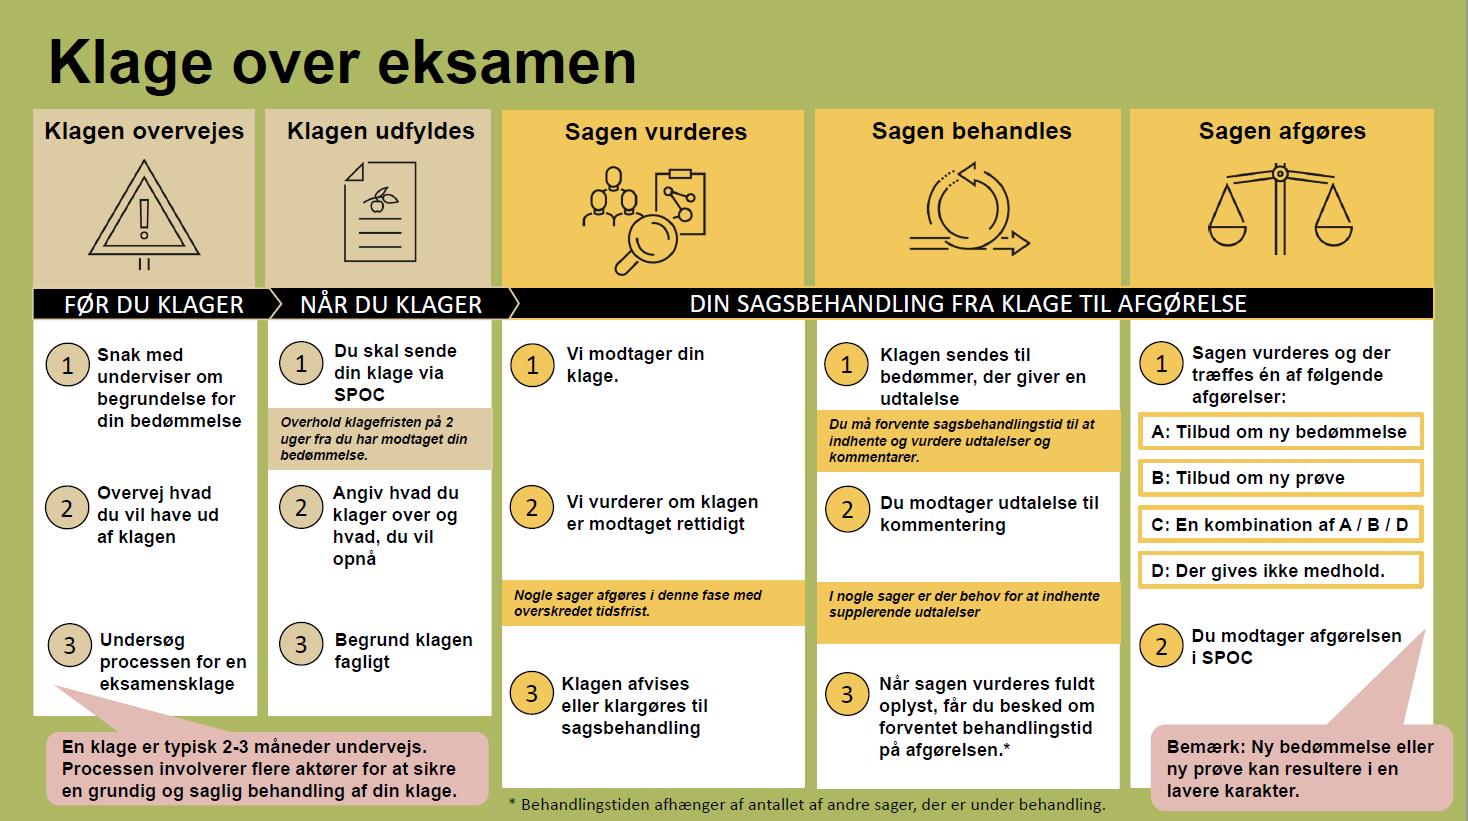 Klage over eksamen
Klagen overvejes
Klagen udfyldes
Sagen vurderes
Sagen behandles
Sagen afgøres
FØR DU KLAGER
NÅR DU KLAGER
DIN SAGSBEHANDLING FRA KLAGE TIL AFGØRELSE
1
Snak med
underviser om
begrundelse for
din bedømmelse
2
Overvej hvad
du vil have ud
af klagen
3
Undersøg
processen for en
eksamensklage
En klage er typisk 2-3 måneder undervejs.
Processen involverer flere aktører for at sikre
en grundig og saglig behandling af din klage.
1
Du skal sende
din klage via
SPOC
Overhold klagefristen på 2
uger fra du har modtaget din
bedømmelse.
2
Angiv hvad du
klager over og
hvad, du vil
opnå
3
Begrund klagen
fagligt
1
Vi modtager din
klage.
2
Vi vurderer om klagen
er modtaget rettidigt
Nogle sager afgøres i denne fase med
overskredet tidsfrist.
3
Klagen afvises
eller klargøres til
sagsbehandling
1
Klagen sendes til
bedømmer, der giver en
udtalelse
Du må forvente sagsbehandlingstid til at
indhente og vurdere udtalelser og
kommentarer.
2
Du modtager udtalelse til
kommentering
I nogle sager er der behov for at indhente
supplerende udtalelser
3
Når sagen vurderes fuldt
oplyst, får du besked om
forventet behandlingstid
på afgørelsen.*
* Behandlingstiden afhænger af antallet af andre sager, der er under behandling.
1
Sagen vurderes og der
træffes én af følgende
afgørelser:
A: Tilbud om ny bedømmelse
B: Tilbud om ny prøve
C: En kombination af A / B / D
D: Der gives ikke medhold.
2
Du modtager afgørelsen
i SPOC
Bemærk: Ny bedømmelse eller
ny prøve kan resultere i en
lavere karakter.